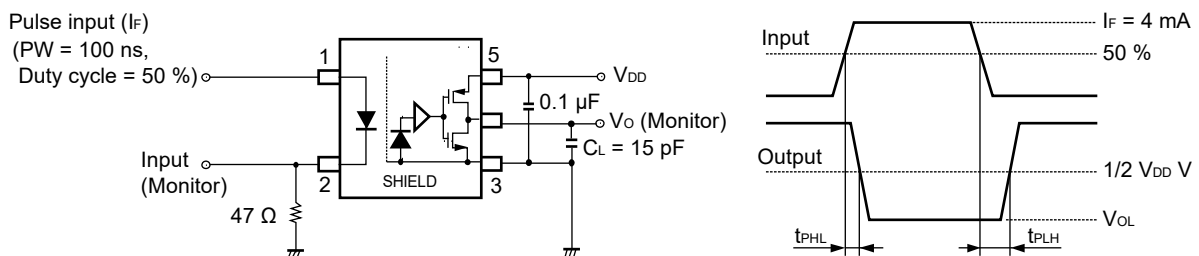 Pulse input (IF)
(PW = 100 ns,
Duty cycle = 50 %)
1
5
VDD
0.1 µF
VO (Monitor)
CL = 15 pF
Input
(Monitor)
2
SHIELD
3
47 Ω
Input
IF = 4 mA
50 %
Output
1/2 VDD V
VOL
tPHL
tPLH